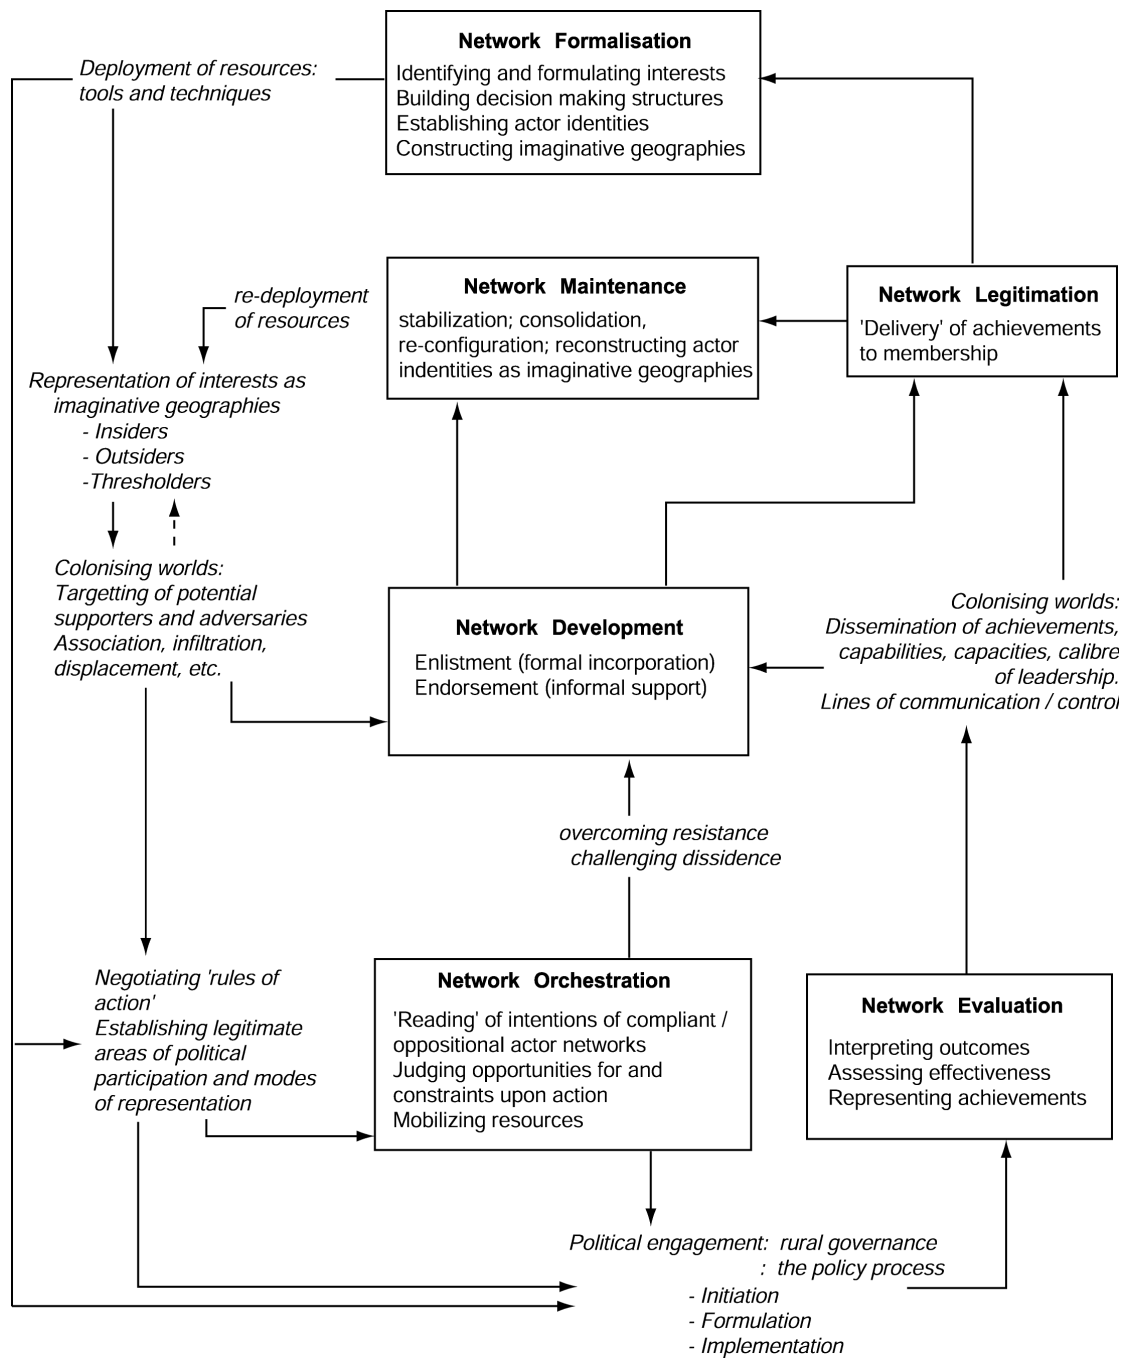 Network Formalisation
Identifying and formulating interests
Building decision making structures
Establishing actor identities
Constructing imaginative geographies
Deployment of resources:
tools and techniques
re-deployment
of resources
Network Maintenance
stabilization; consolidation,
re-configuration; reconstructing actor
indentities as imaginative geographies
Network Legitimation
'Delivery' of achievements
to membership
Representation of interests as
imaginative geographies
- Insiders
- Outsiders
-Thresholders
Colonising worlds:
Targetting of potential
supporters and adversaries
Association, infiltration,
displacement, etc.
Network Development
Enlistment (formal incorporation)
Endorsement (informal support)
Colonising worlds:
Dissemination of achievements,
capabilities, capacities, calibre
of leadership.
Lines of communication / control
overcoming resistance
challenging dissidence
Negotiating 'rules of
action'
Establishing legitimate
areas of political
participation and modes
of representation
Network Orchestration
'Reading' of intentions of compliant /
oppositional actor networks
Judging opportunities for and
constraints upon action
Mobilizing resources
Network Evaluation
Interpreting outcomes
Assessing effectiveness
Representing achievements
Political engagement: rural governance
: the policy process
- Initiation
- Formulation
- Implementation